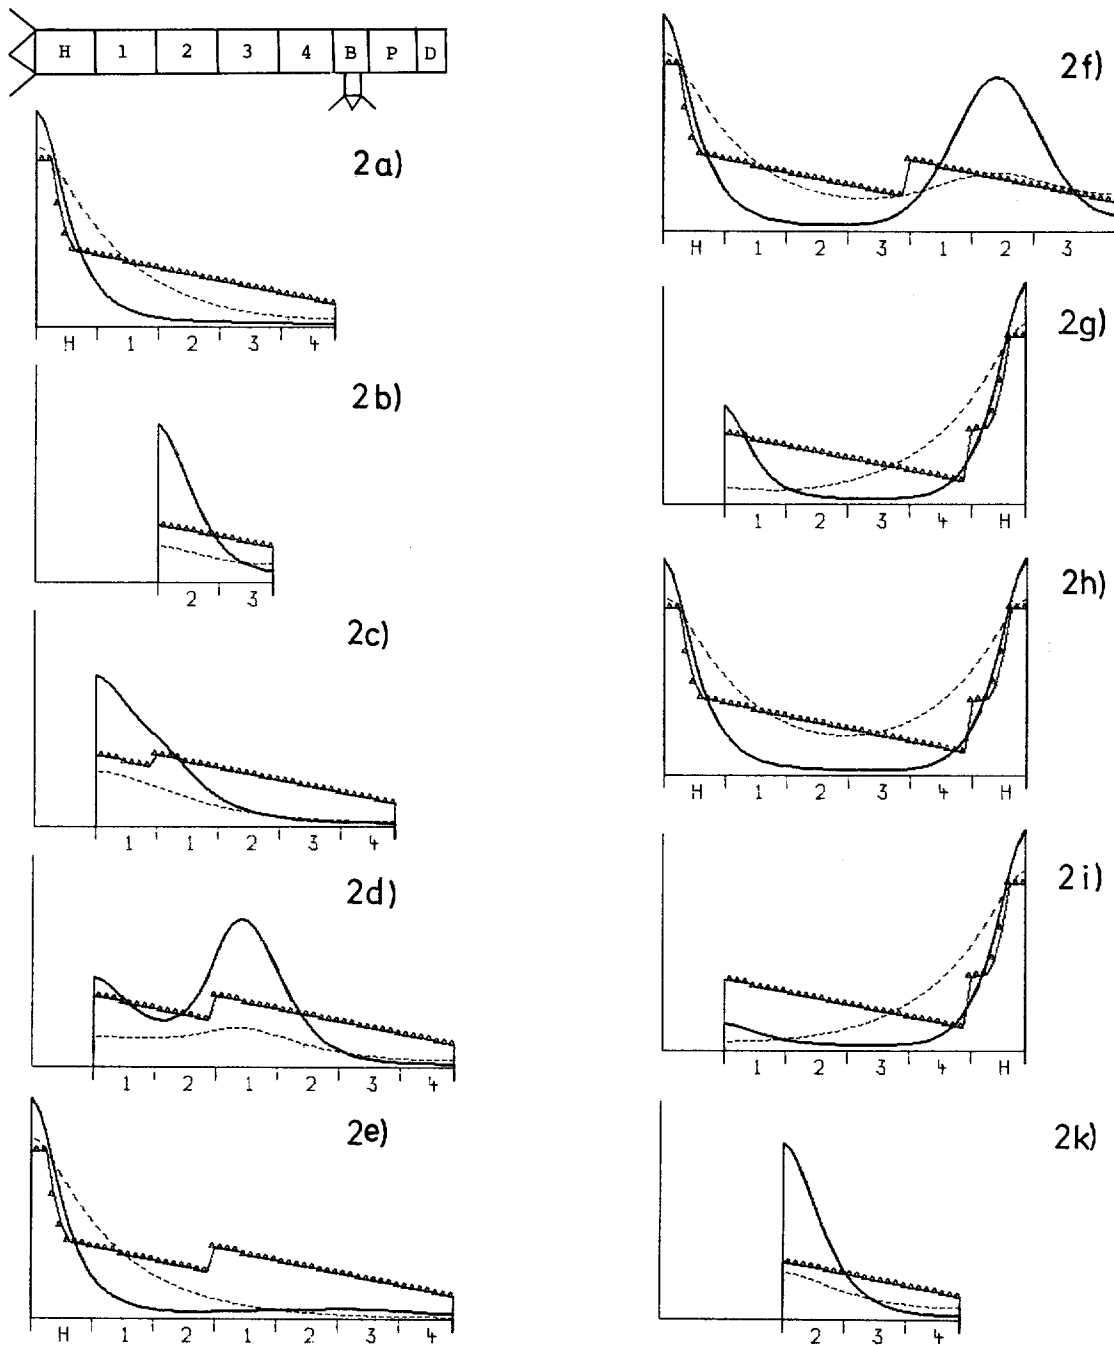 H 1 2 3 4 B P D
2a)
H 1 2 3 4
2b)
2 3
2c)
1 1 2 3 4
2d)
1 2 1 2 3 4
2e)
H 1 2 1 2 3 4
2f)
H 1 2 3 1 2 3
2g)
1 2 3 4 H
2h)
H 1 2 3 4 H
2i)
1 2 3 4 H
2k)
2 3 4